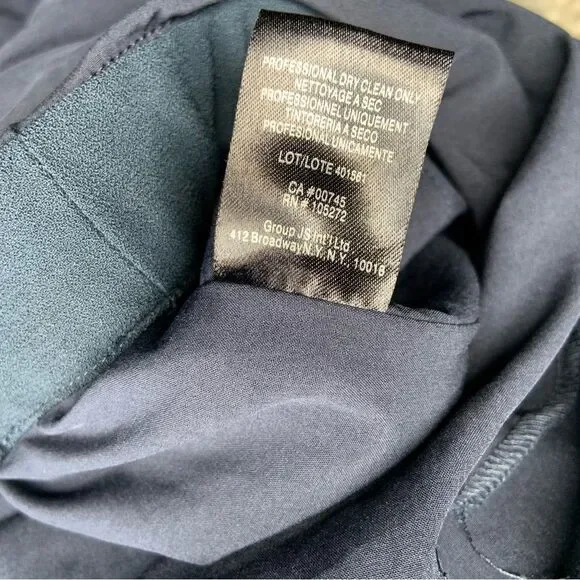 PROFESSIONAL DRY CLEAN ONLY
NETTOYAGE A SEC
PROFESSIONNEL UNIQUEMENT
TINTORERIA A SECO
PROFESIONAL UNICAMENTE
LOT/LOTE 401581
CA #00745
RN # 105272
Group JS Int'l Ltd
412 Broadway N.Y. N.Y. 10018